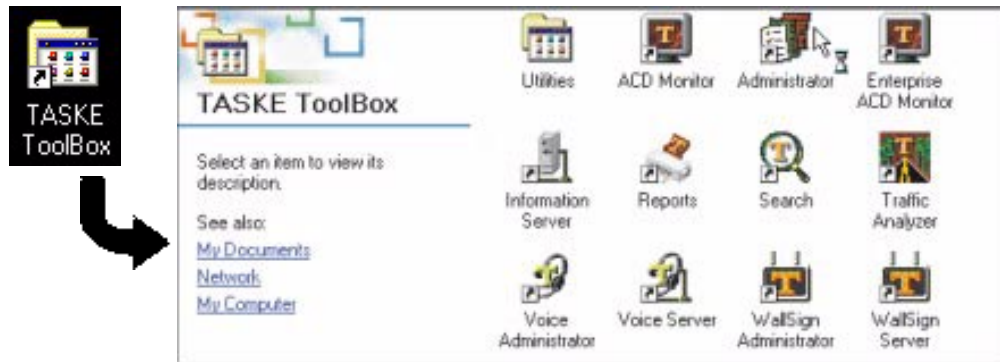 TASKE
ToolBox
TASKE ToolBox
Select an item to view its
description.
See also:
My Documents
Network
My Computer
Utilities
ACD Monitor
Administrator
Enterprise
ACD Monitor
Information
Server
Reports
Search
Traffic
Analyzer
Voice
Administrator
Voice Server
WallSign
Administrator
WallSign
Server